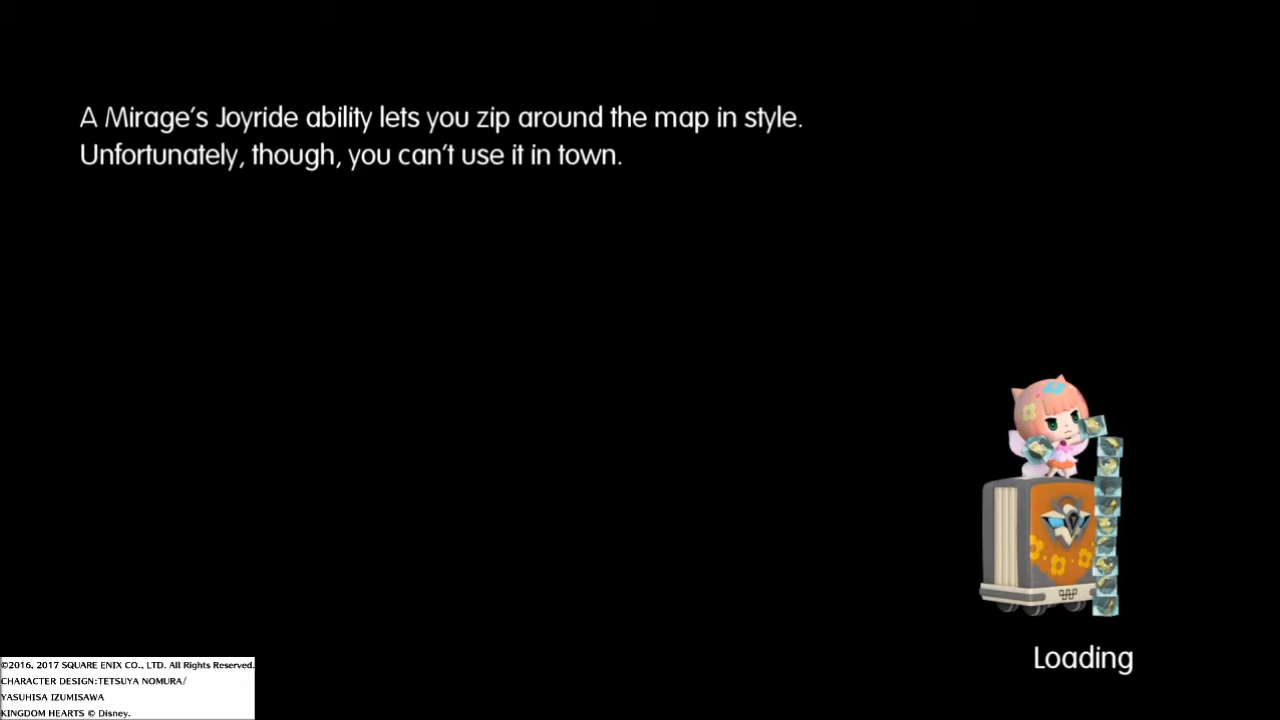 A Mirage's Joyride ability lets you zip around the map in style.
Unfortunately, though, you can't use it in town.
Loading
©2016, 2017 SQUARE ENIX CO., LTD. All Rights Reserved.
CHARACTER DESIGN:TETSUYA NOMURA/
YASUHISA IZUMISAWA
KINGDOM HEARTS © Disney.